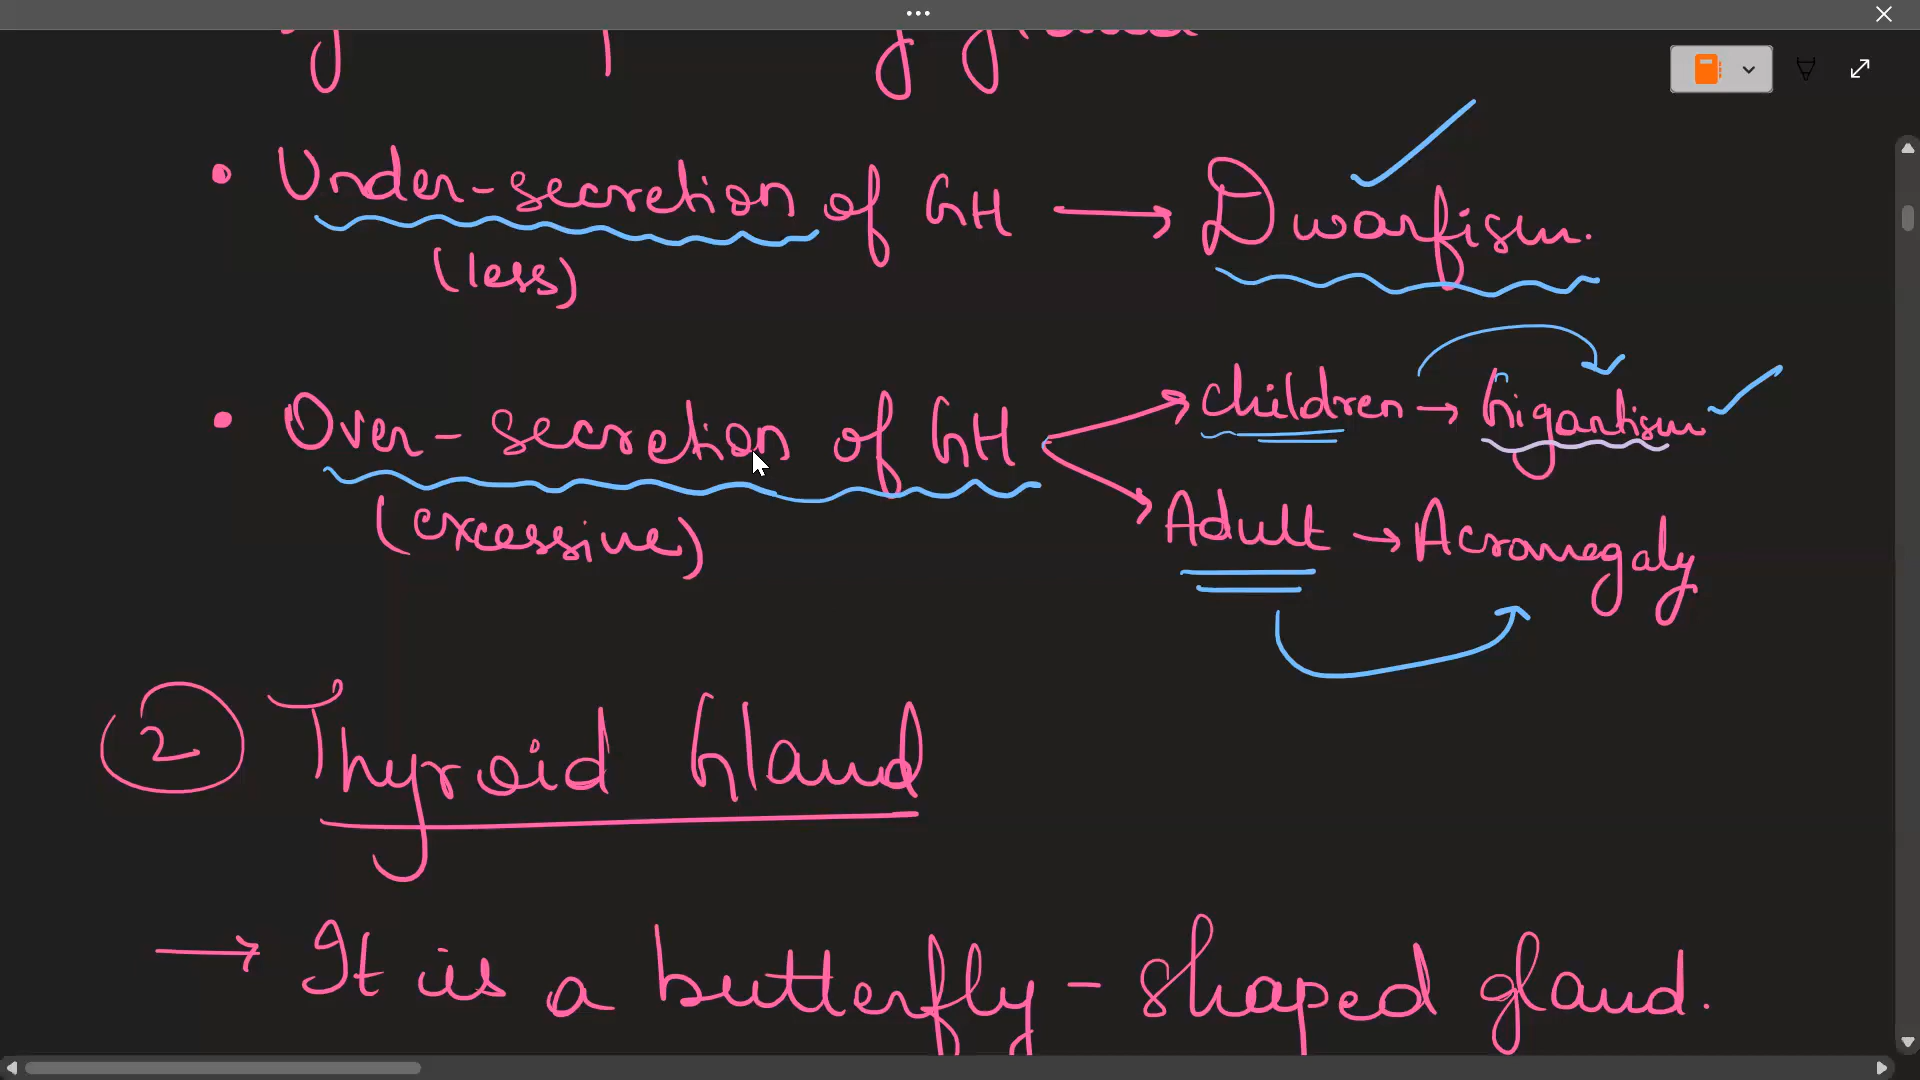 • Under-secretion of GH → Dwarfism.
(less)
• Over-secretion of GH
children → Gigantism
(excessive)
Adult → Acromegaly
2 Thyroid Gland
→ It is a butterfly-shaped gland.